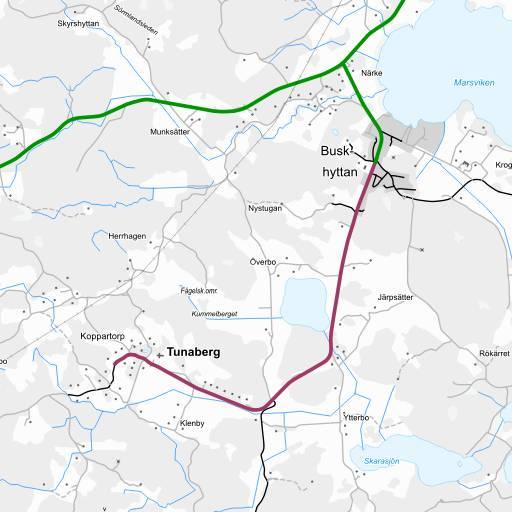 Skyrshyttan
Sörmlandsleden
Närke
Marsviken
Munksätter
Busk-
hyttan
Krog
Nystugan
Herrhagen
Överbo
Fågelsk.omr.
Järpsätter
Kummelberget
Koppartorp
Tunaberg
Rökarret
bo
Klenby
Ytterbo
Skarasjön